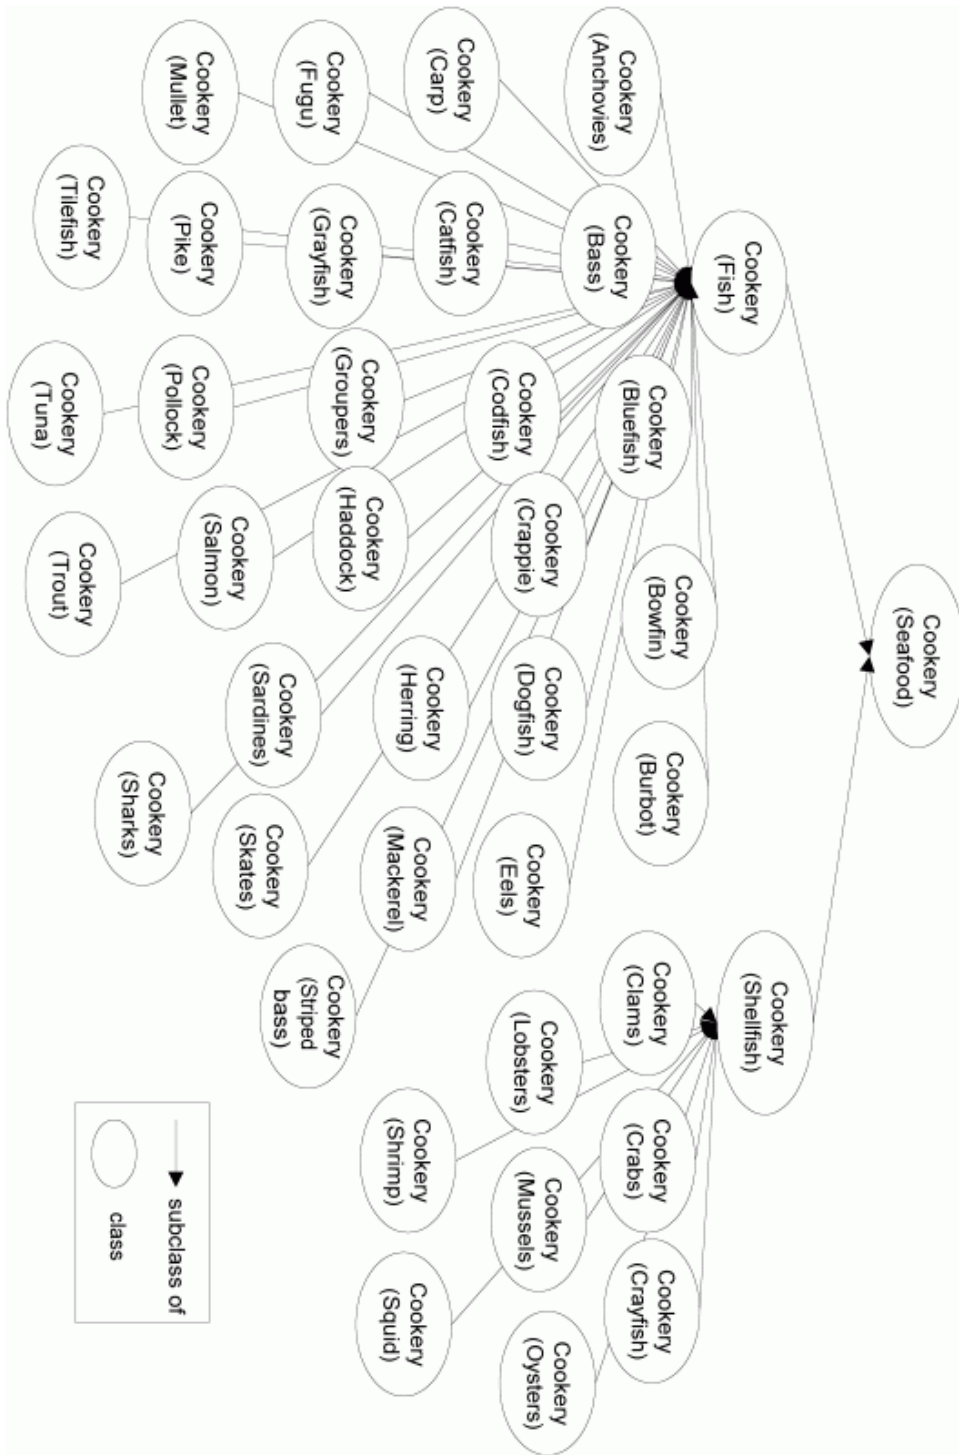 Cookery
(Seafood)
Cookery
(Fish)
Cookery
(Shellfish)
Cookery
(Anchovies)
Cookery
(Bass)
Cookery
(Bluefish)
Cookery
(Bowfin)
Cookery
(Burbot)
Cookery
(Clams)
Cookery
(Crabs)
Cookery
(Crayfish)
Cookery
(Carp)
Cookery
(Catfish)
Cookery
(Codfish)
Cookery
(Crappie)
Cookery
(Dogfish)
Cookery
(Eels)
Cookery
(Lobsters)
Cookery
(Mussels)
Cookery
(Oysters)
Cookery
(Fugu)
Cookery
(Grayfish)
Cookery
(Groupers)
Cookery
(Haddock)
Cookery
(Herring)
Cookery
(Mackerel)
Cookery
(Shrimp)
Cookery
(Squid)
Cookery
(Mullet)
Cookery
(Pike)
Cookery
(Pollock)
Cookery
(Salmon)
Cookery
(Sardines)
Cookery
(Skates)
Cookery
(Striped
bass)
Cookery
(Tilefish)
Cookery
(Tuna)
Cookery
(Trout)
Cookery
(Sharks)
subclass of
class